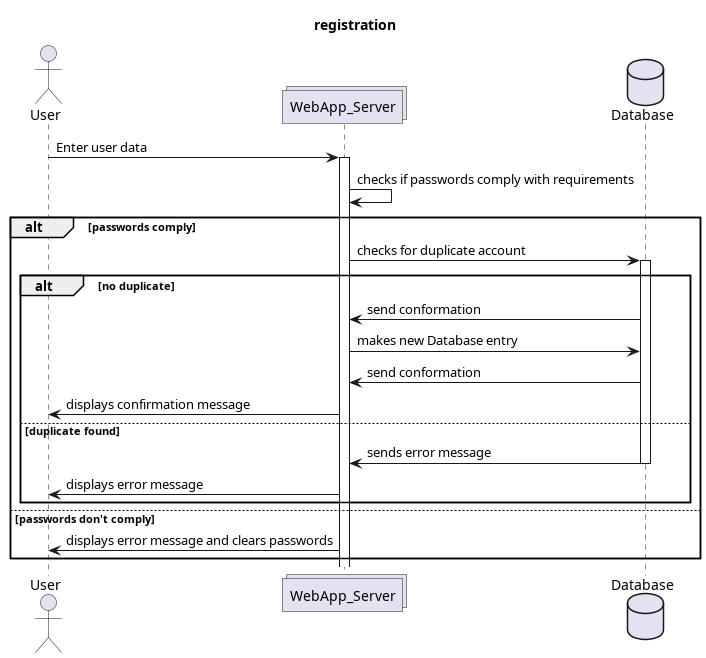 registration
User
WebApp_Server
Database
Enter user data
checks if passwords comply with requirements
alt
[passwords comply]
checks for duplicate account
alt
[no duplicate]
send conformation
makes new Database entry
send conformation
displays confirmation message
[duplicate found]
sends error message
displays error message
[passwords don't comply]
displays error message and clears passwords
User
WebApp_Server
Database